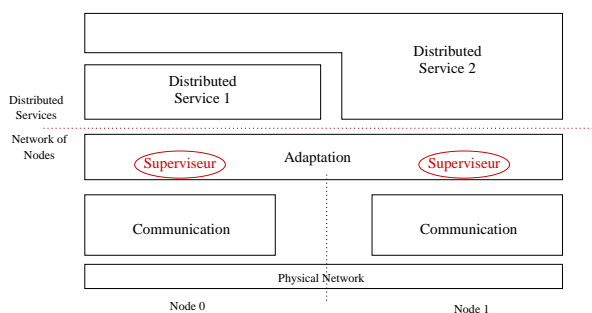 Distributed
Service 2
Distributed
Service 1
Distributed
Services
Network of
Nodes
Superviseur
Adaptation
Superviseur
Communication
Communication
Physical Network
Node 0
Node 1